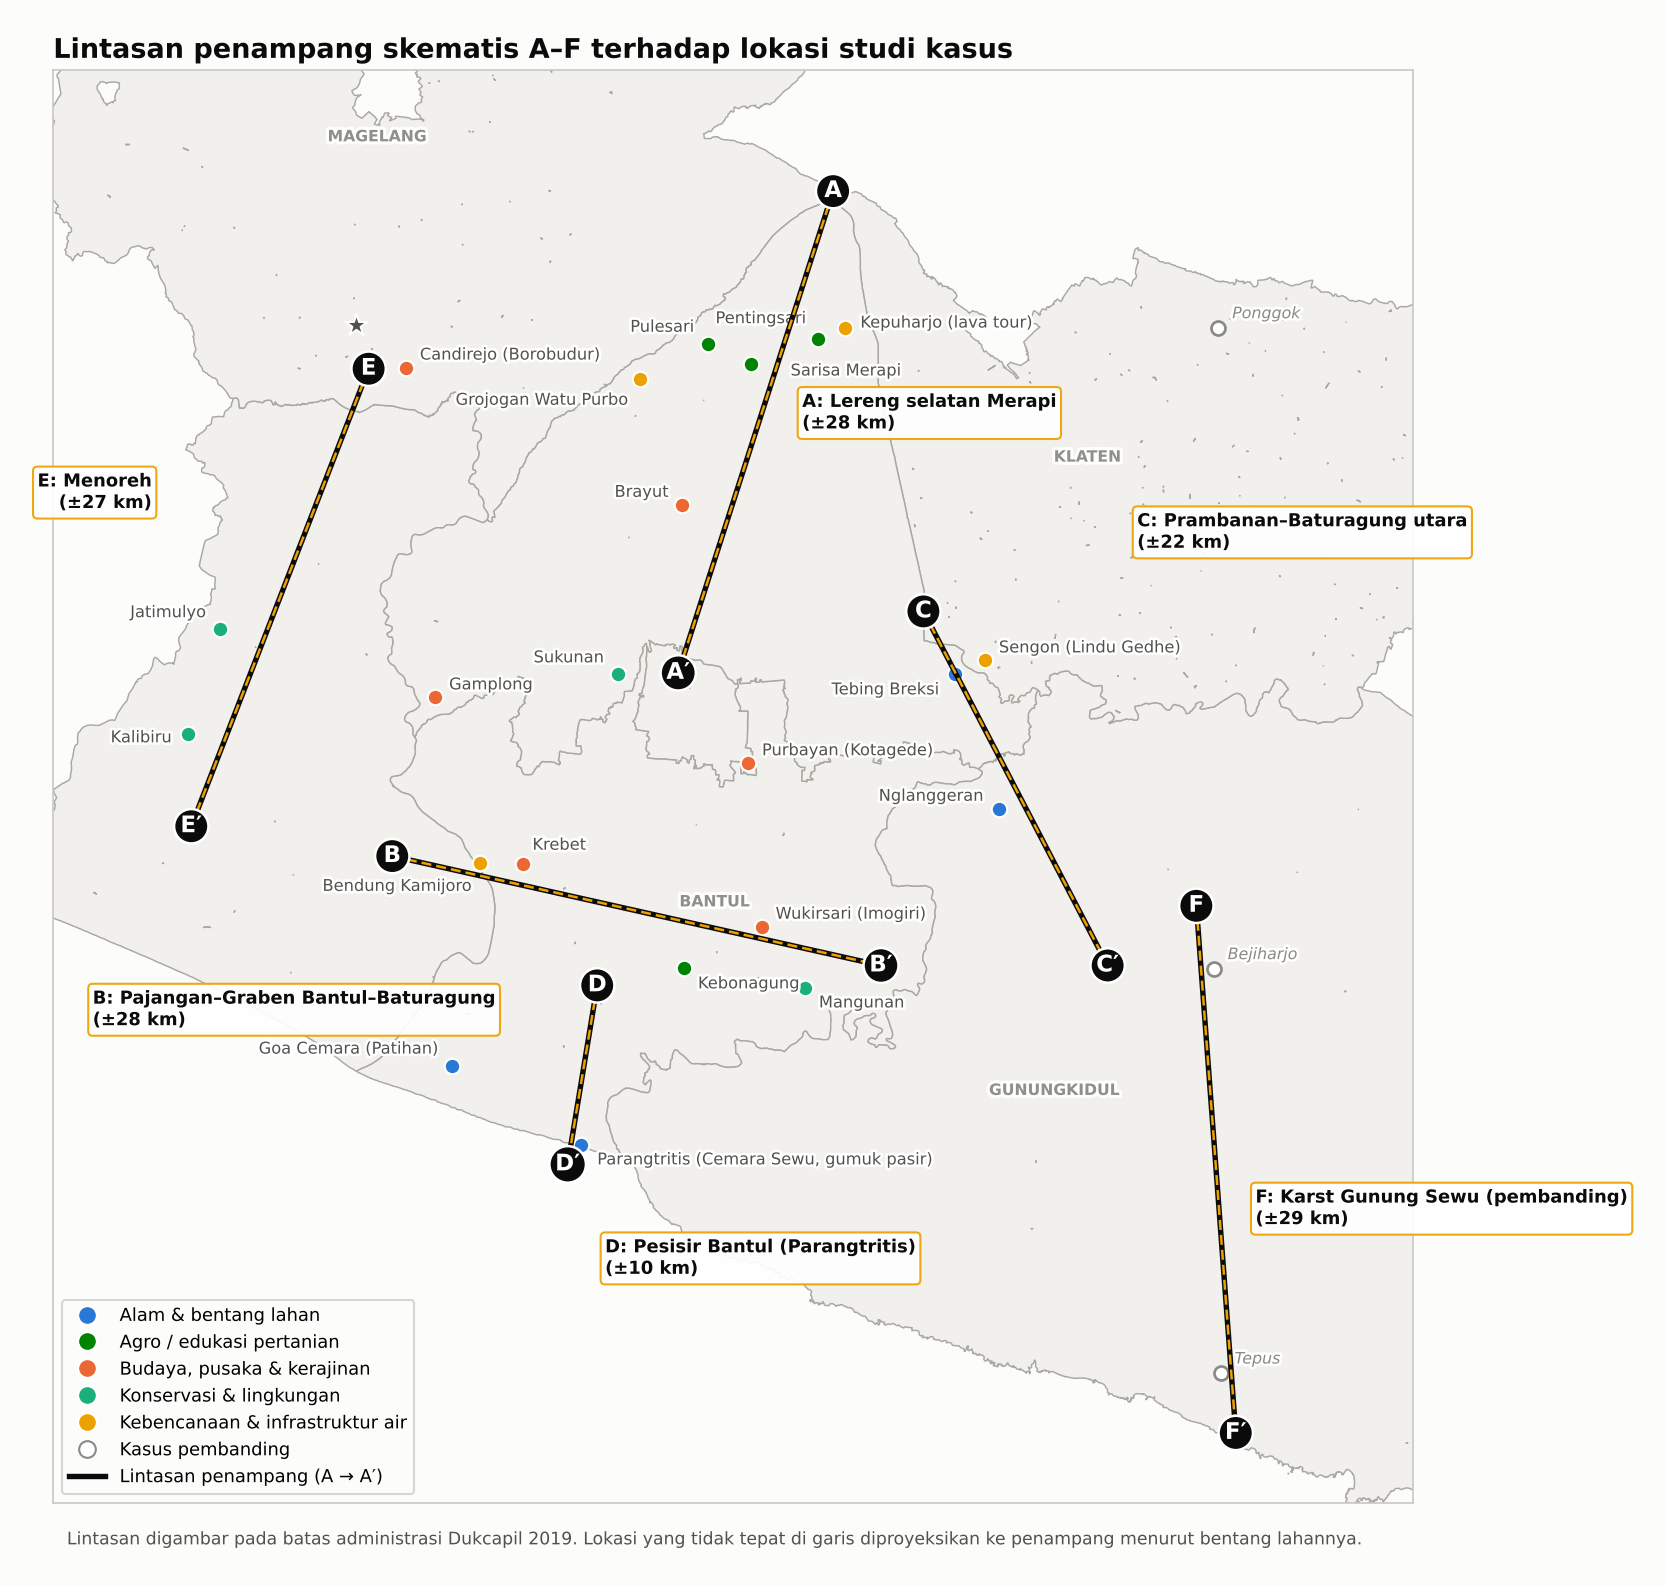 Lintasan penampang skematis A–F terhadap lokasi studi kasus
MAGELANG
A
Ponggok
Pentingsari
Pulesari
Kepuharjo (lava tour)
Candirejo (Borobudur)
E
Sarisa Merapi
Grojogan Watu Purbo
A: Lereng selatan Merapi
(±28 km)
KLATEN
E: Menoreh
(±27 km)
Brayut
C: Prambanan–Baturagung utara
(±22 km)
Jatimulyo
C
Sengon (Lindu Gedhe)
Sukunan
A′
Gamplong
Tebing Breksi
Kalibiru
Purbayan (Kotagede)
Nglanggeran
E′
Krebet
B
Bendung Kamijoro
BANTUL
F
Wukirsari (Imogiri)
Bejiharjo
B′
C′
D
Kebonagung
Mangunan
B: Pajangan–Graben Bantul–Baturagung
(±28 km)
Goa Cemara (Patihan)
GUNUNGKIDUL
D′
Parangtritis (Cemara Sewu, gumuk pasir)
F: Karst Gunung Sewu (pembanding)
(±29 km)
D: Pesisir Bantul (Parangtritis)
(±10 km)
Tepus
F′
Alam & bentang lahan
Agro / edukasi pertanian
Budaya, pusaka & kerajinan
Konservasi & lingkungan
Kebencanaan & infrastruktur air
Kasus pembanding
Lintasan penampang (A → A′)
Lintasan digambar pada batas administrasi Dukcapil 2019. Lokasi yang tidak tepat di garis diproyeksikan ke penampang menurut bentang lahannya.